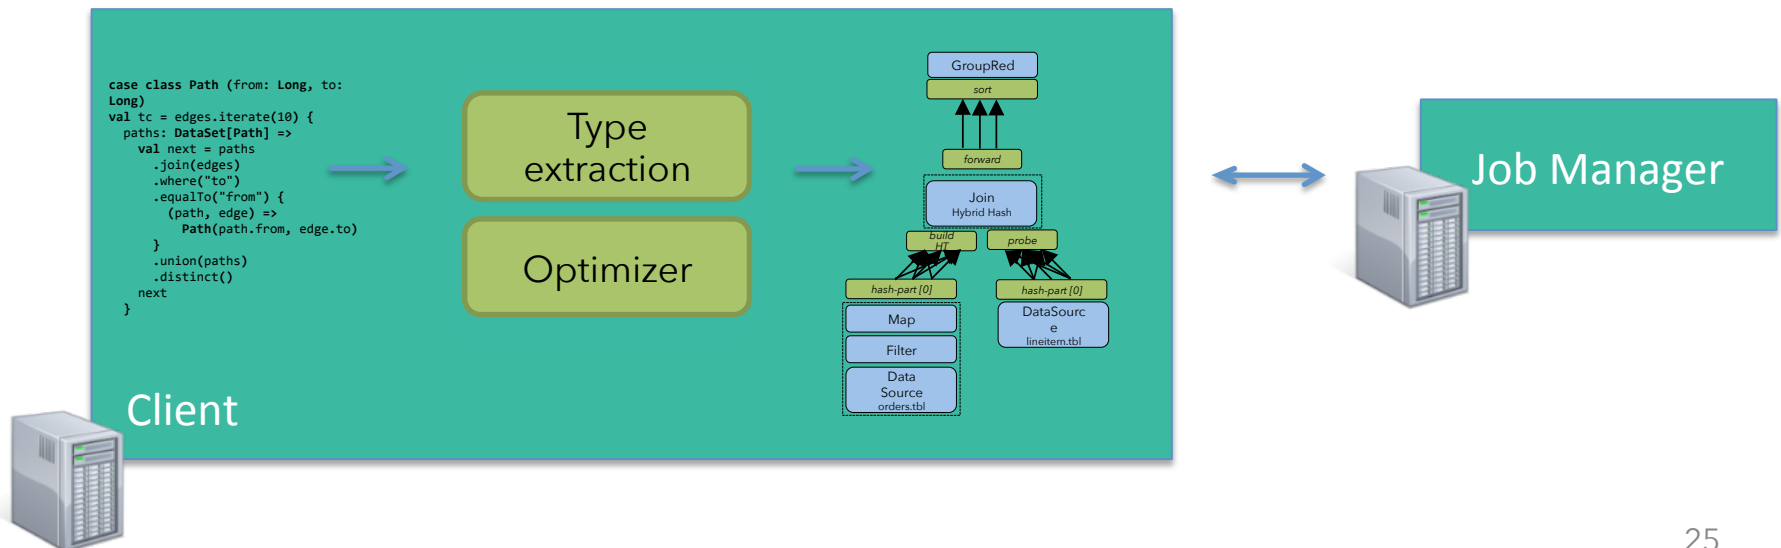 case class Path (from: Long, to:
Long)
val tc = edges.iterate(10) {
paths: DataSet[Path] =>
val next = paths
.join(edges)
.where("to")
.equalTo("from") {
(path, edge) =>
Path(path.from, edge.to)
}
.union(paths)
.distinct()
next
}
Type
extraction
Optimizer
GroupRed
sort
forward
Join
Hybrid Hash
build
HT
probe
hash-part [0]
hash-part [0]
Map
DataSourc
e
lineitem.tbl
Filter
Data
Source
orders.tbl
Client
Job Manager
25